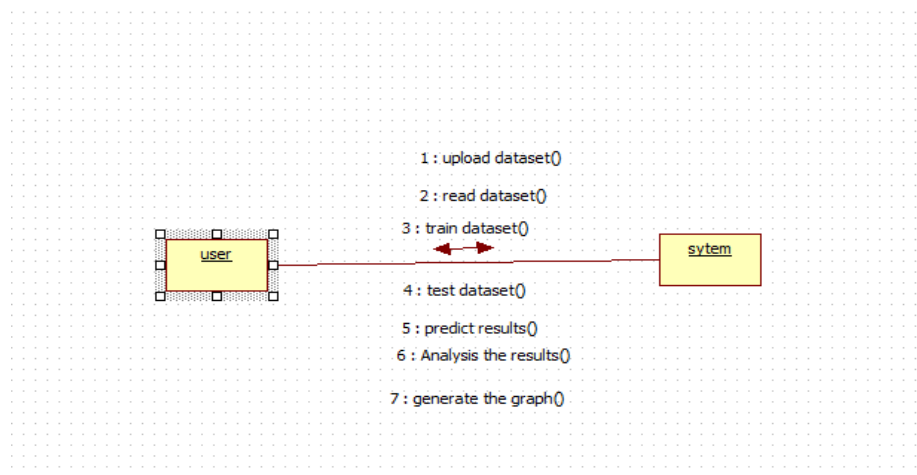 1 : upload dataset()
2 : read dataset()
3 : train dataset()
user
sytem
4 : test dataset()
5 : predict results()
6 : Analysis the results()
7 : generate the graph()